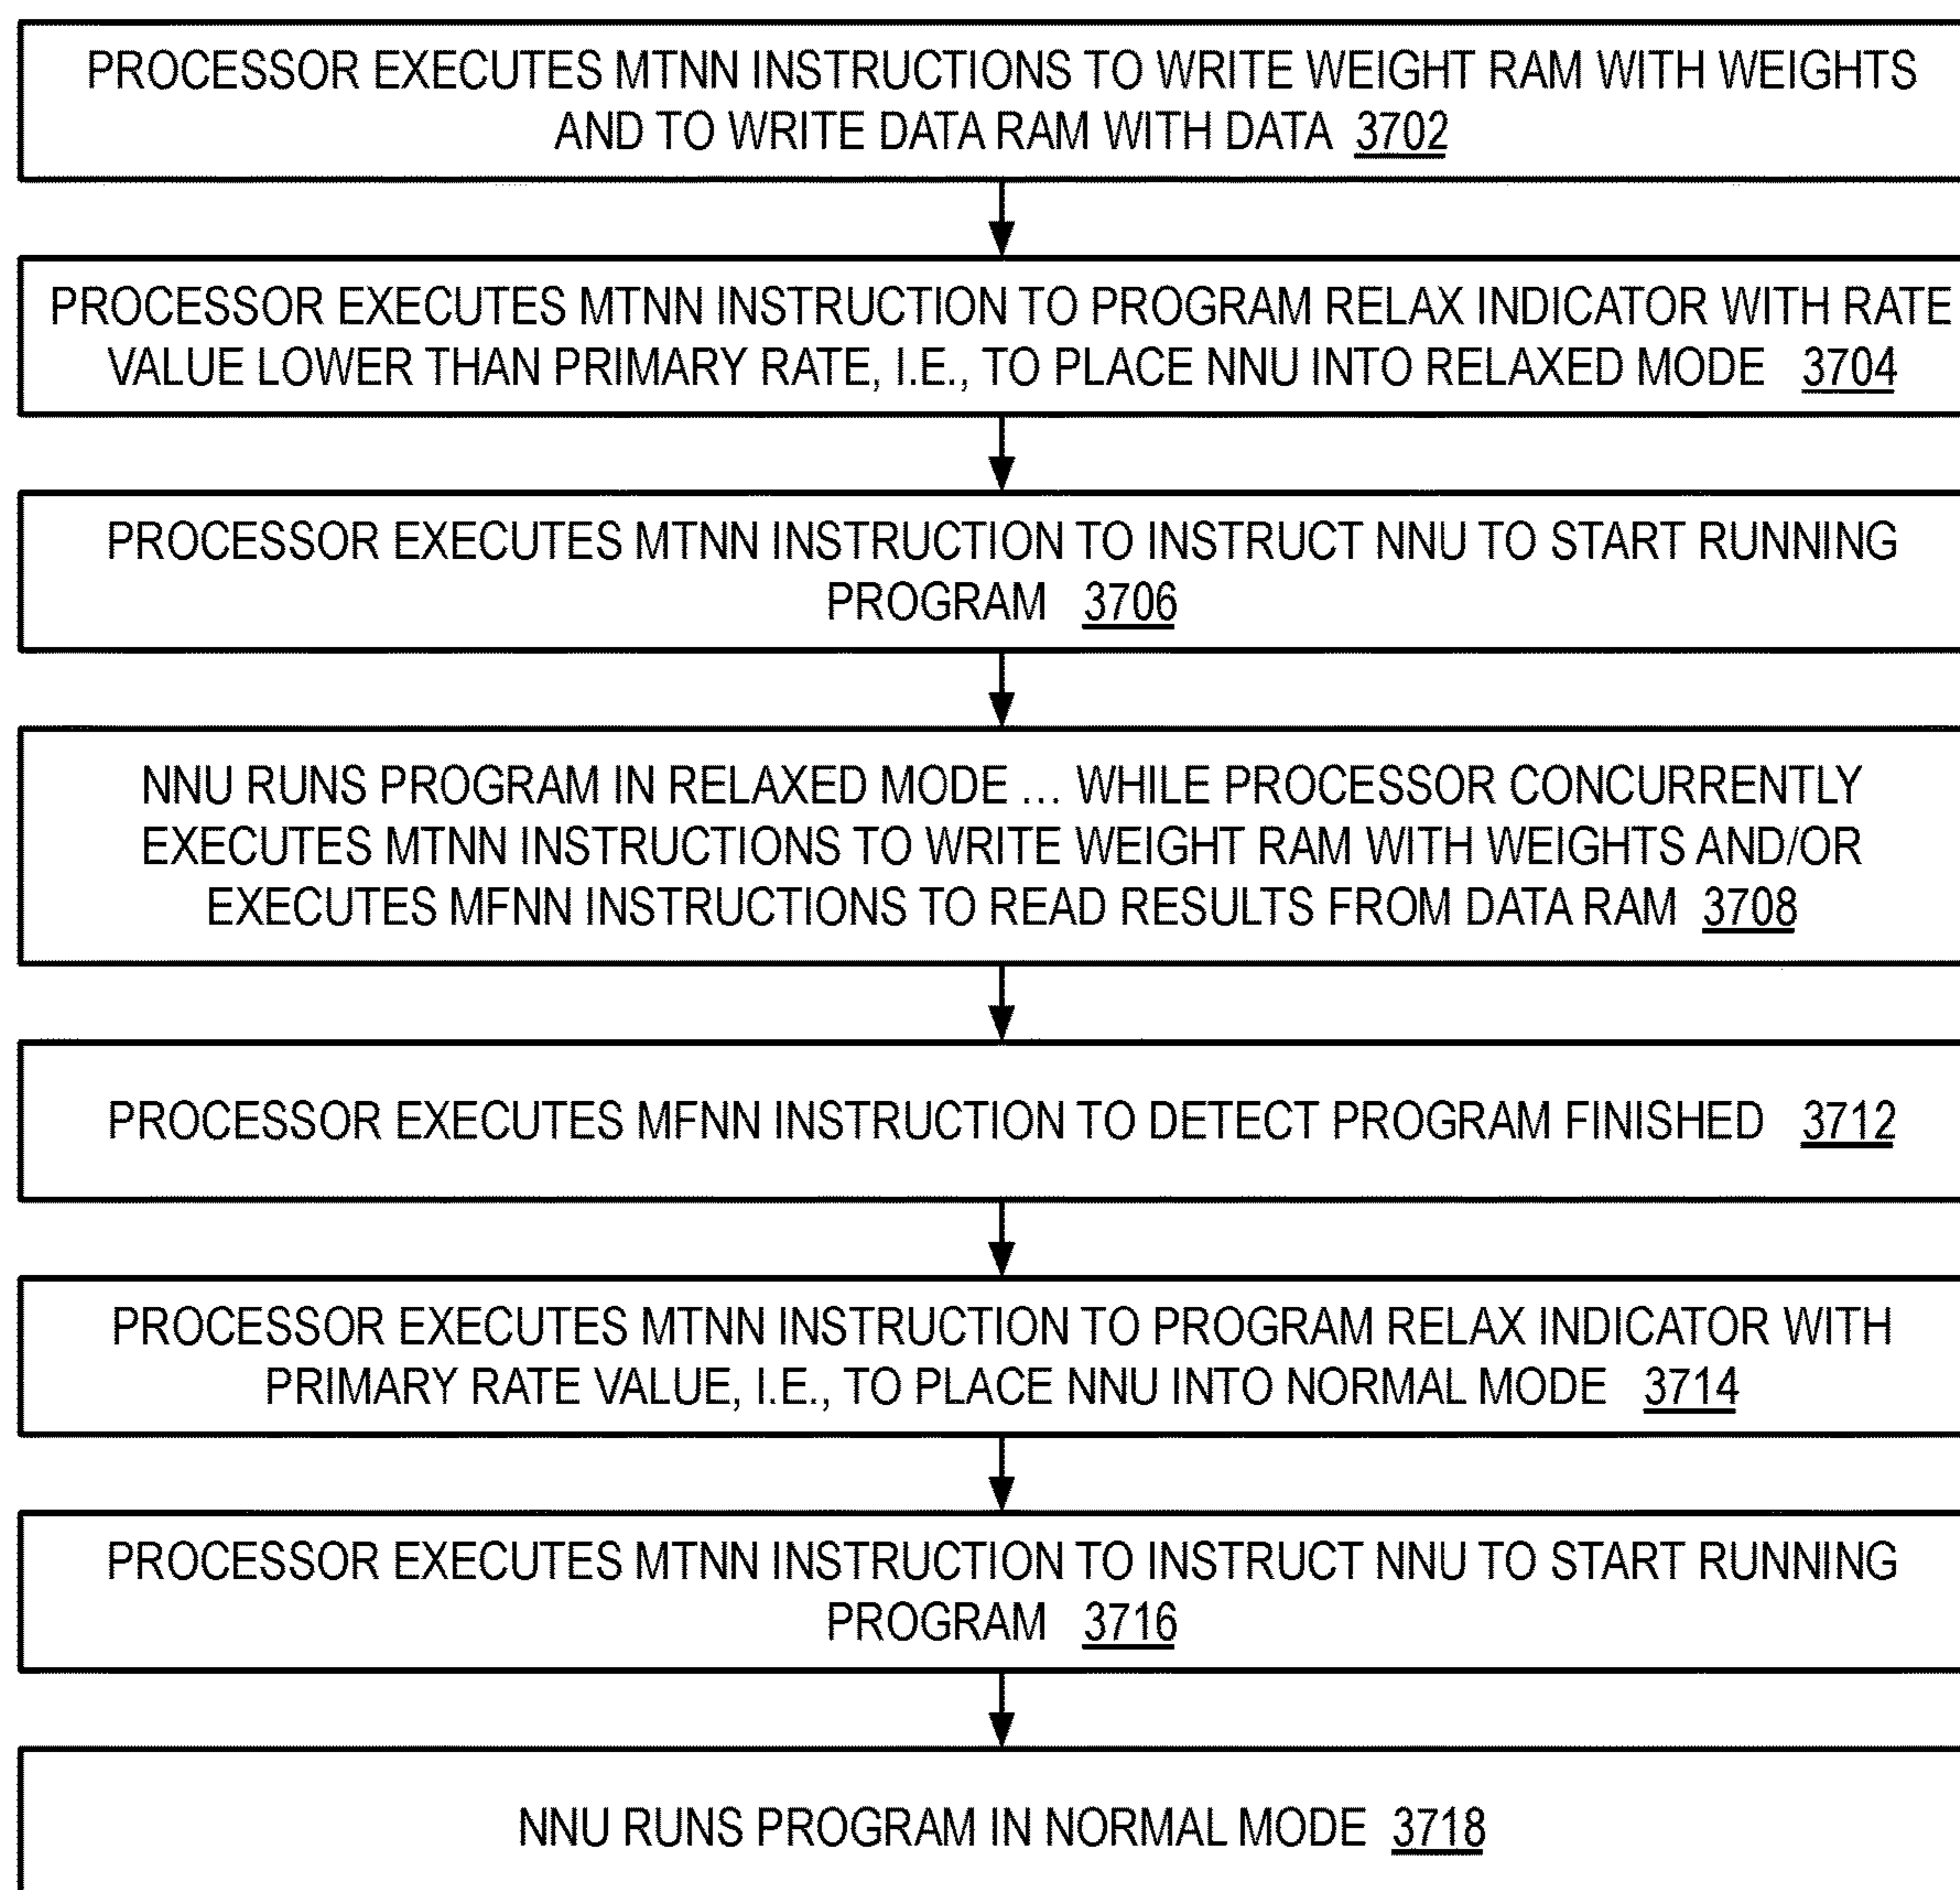 PROCESSOR EXECUTES MTNN INSTRUCTIONS TO WRITE WEIGHT RAM WITH WEIGHTS
AND TO WRITE DATA RAM WITH DATA 3702
PROCESSOR EXECUTES MTNN INSTRUCTION TO PROGRAM RELAX INDICATOR WITH RATE
VALUE LOWER THAN PRIMARY RATE, I.E., TO PLACE NNU INTO RELAXED MODE 3704
PROCESSOR EXECUTES MTNN INSTRUCTION TO INSTRUCT NNU TO START RUNNING
PROGRAM 3706
NNU RUNS PROGRAM IN RELAXED MODE ... WHILE PROCESSOR CONCURRENTLY
EXECUTES MTNN INSTRUCTIONS TO WRITE WEIGHT RAM WITH WEIGHTS AND/OR
EXECUTES MFNN INSTRUCTIONS TO READ RESULTS FROM DATA RAM 3708
PROCESSOR EXECUTES MFNN INSTRUCTION TO DETECT PROGRAM FINISHED 3712
PROCESSOR EXECUTES MTNN INSTRUCTION TO PROGRAM RELAX INDICATOR WITH
PRIMARY RATE VALUE, I.E., TO PLACE NNU INTO NORMAL MODE 3714
PROCESSOR EXECUTES MTNN INSTRUCTION TO INSTRUCT NNU TO START RUNNING
PROGRAM 3716
NNU RUNS PROGRAM IN NORMAL MODE 3718